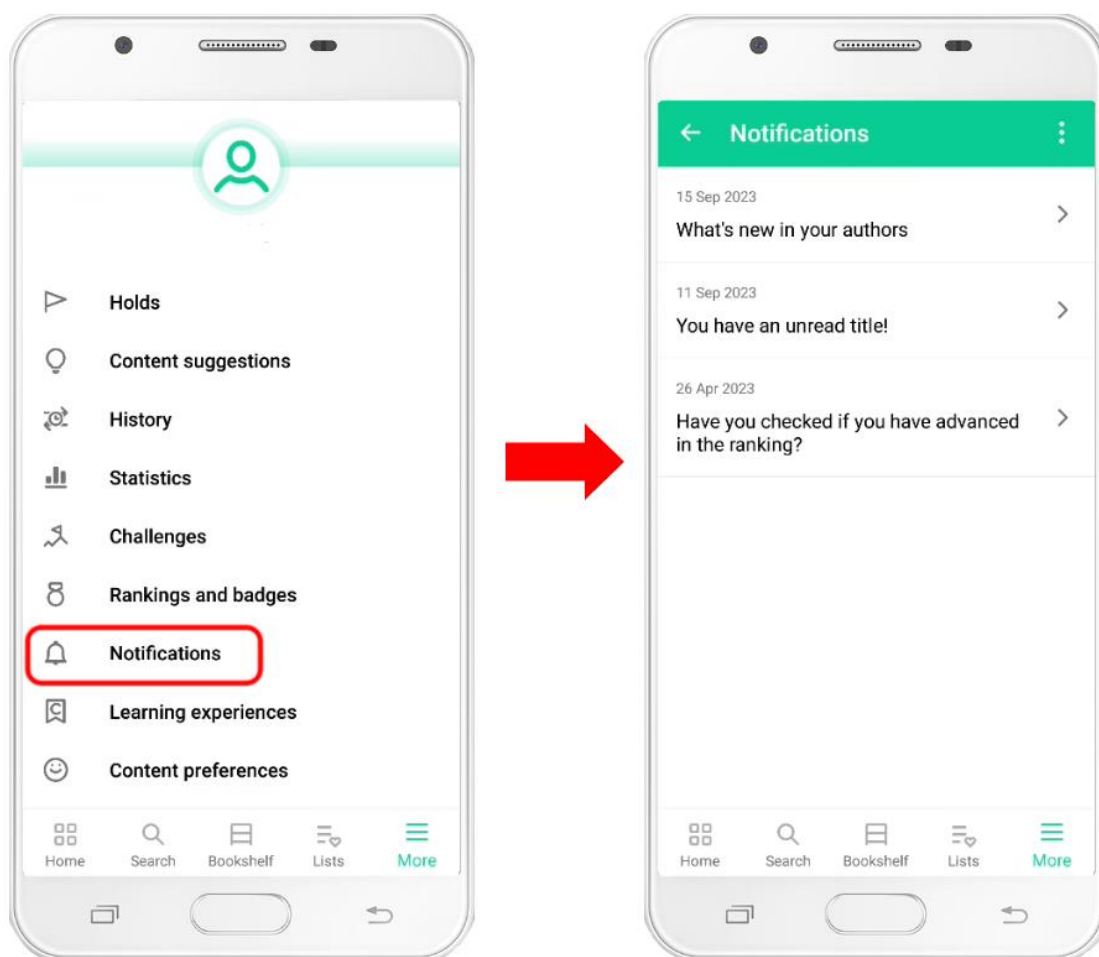 Holds
Content suggestions
History
Statistics
Challenges
Rankings and badges
Notifications
Learning experiences
Content preferences
Home
Search
Bookshelf
Lists
More
Notifications
15 Sep 2023
What's new in your authors
11 Sep 2023
You have an unread title!
26 Apr 2023
Have you checked if you have advanced
in the ranking?
Home
Search
Bookshelf
Lists
More